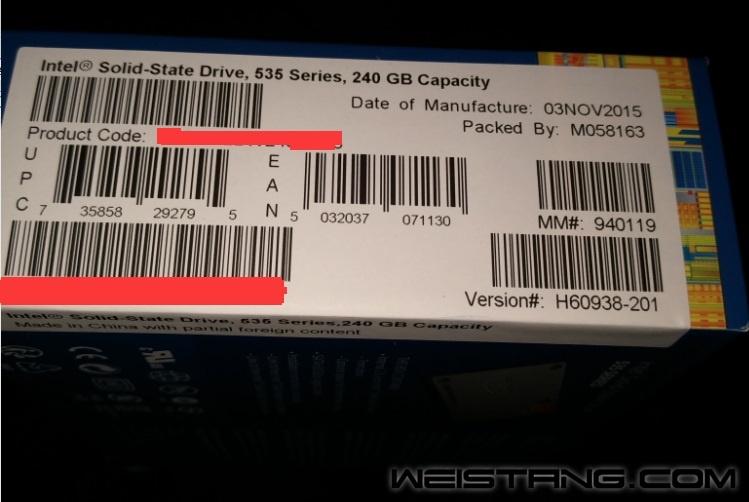 Intel® Solid-State Drive, 535 Series, 240 GB Capacity
Date of Manufacture: 03NOV2015
Packed By: M058163
Product Code:
UPC
7 35858 29279 5
EAN
5 032037 071130
MM#: 940119
Version#: H60938-201
Intel® Solid-State Drive, 535 Series,240 GB Capacity
Made in China with partial foreign content
WEISTANG.COM